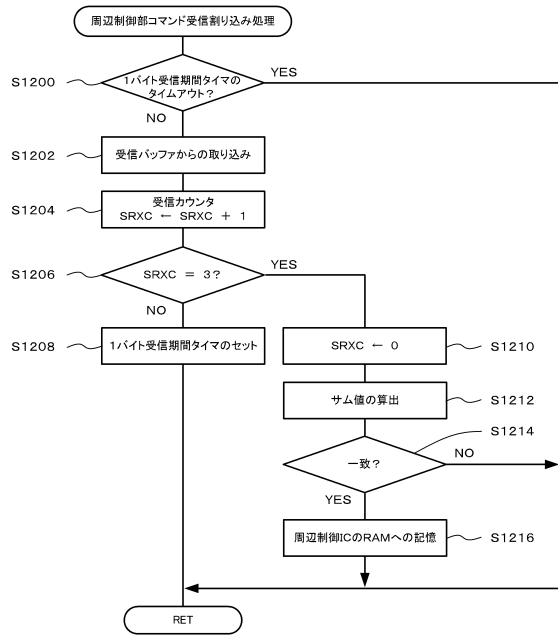 周辺制御部コマンド受信割り込み処理
S1200
1バイト受信期間タイマの
タイムアウト?
YES
NO
S1202
受信バッファからの取り込み
S1204
受信カウンタ
SRXC ← SRXC + 1
S1206
SRXC = 3?
YES
NO
S1208
1バイト受信期間タイマのセット
SRXC ← 0
S1210
サム値の算出
S1212
S1214
一致?
NO
YES
周辺制御ICのRAMへの記憶
S1216
RET